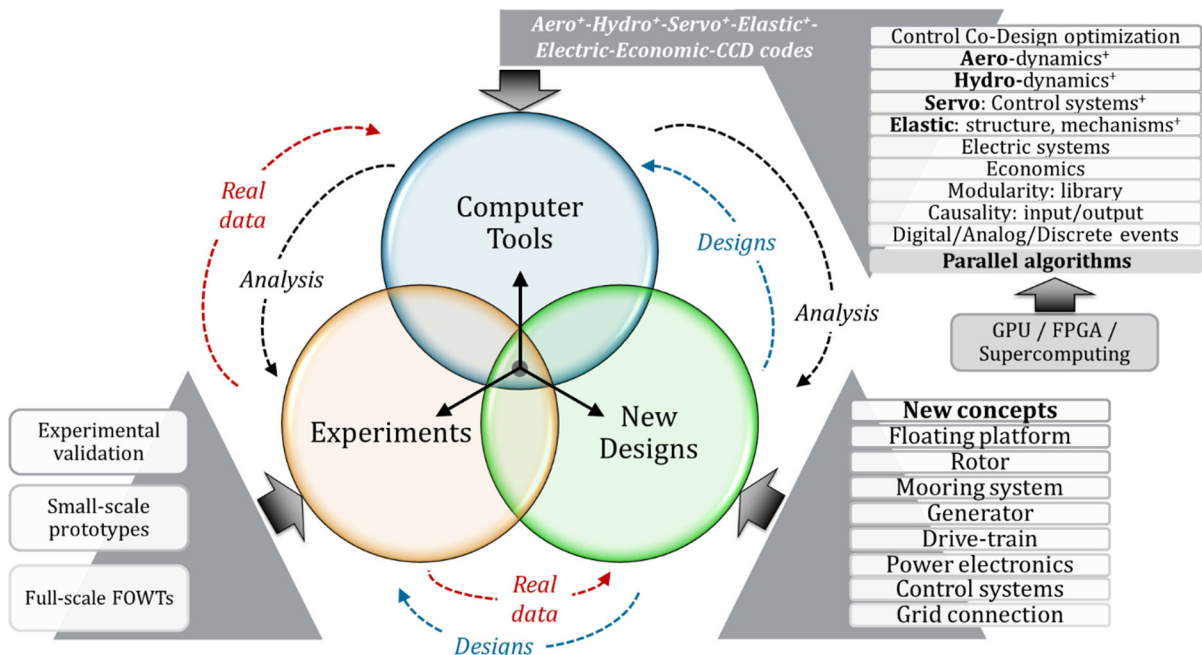 Aero⁺-Hydro⁺-Servo⁺-Elastic⁺-
Electric-Economic-CCD codes
Control Co-Design optimization
Aero-dynamics⁺
Hydro-dynamics⁺
Servo: Control systems⁺
Elastic: structure, mechanisms⁺
Electric systems
Economics
Modularity: library
Causality: input/output
Digital/Analog/Discrete events
Parallel algorithms
GPU / FPGA /
Supercomputing
Real
data
Analysis
Computer
Tools
Designs
Analysis
Experiments
New
Designs
Experimental
validation
Small-scale
prototypes
Full-scale FOWTs
New concepts
Floating platform
Rotor
Mooring system
Generator
Drive-train
Power electronics
Control systems
Grid connection
Real
data
Designs